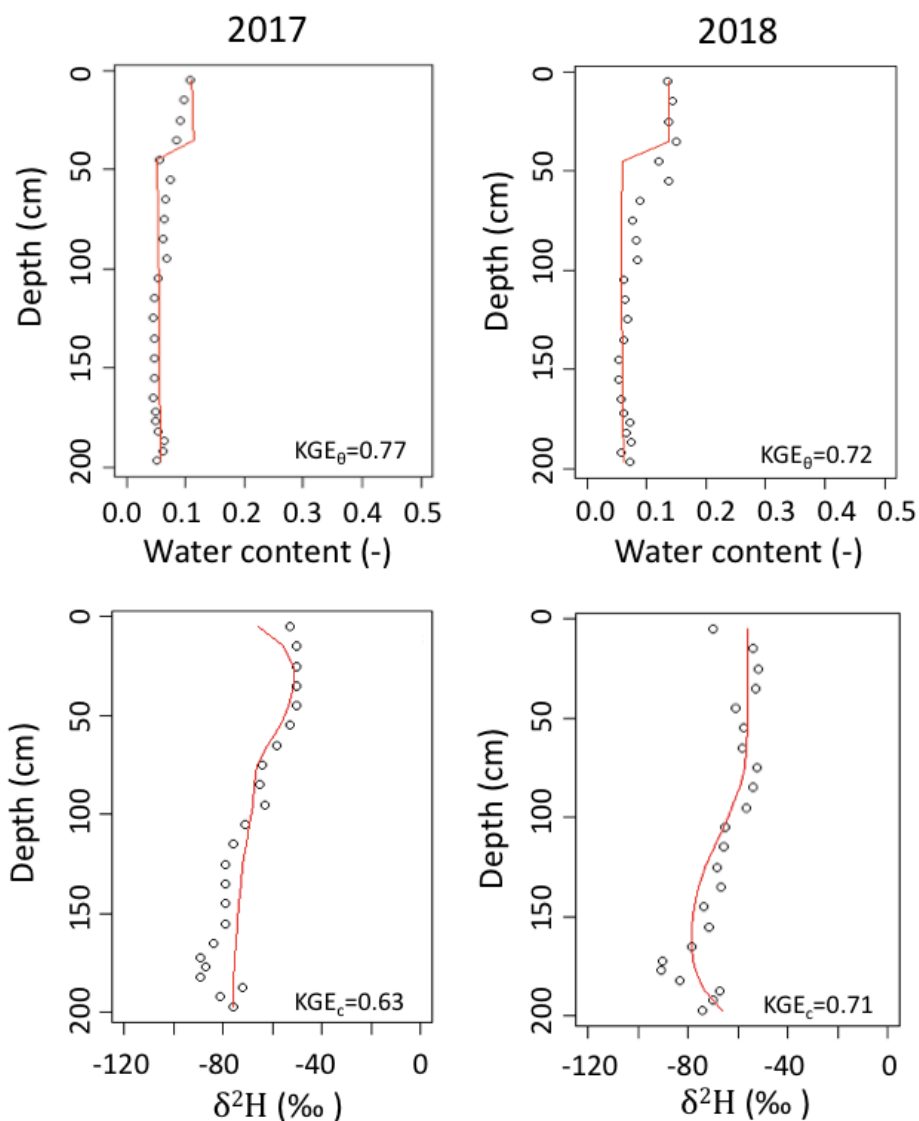 2017
2018
0
50
100
150
200
Depth (cm)
KGEθ=0.77
0.0 0.1 0.2 0.3 0.4 0.5
Water content (-)
0
50
100
150
200
Depth (cm)
KGEθ=0.72
0.0 0.1 0.2 0.3 0.4 0.5
Water content (-)
0
50
100
150
200
Depth (cm)
KGEc=0.63
-120 -80 -40 0
δ²H (‰ )
0
50
100
150
200
Depth (cm)
KGEc=0.71
-120 -80 -40 0
δ²H (‰ )